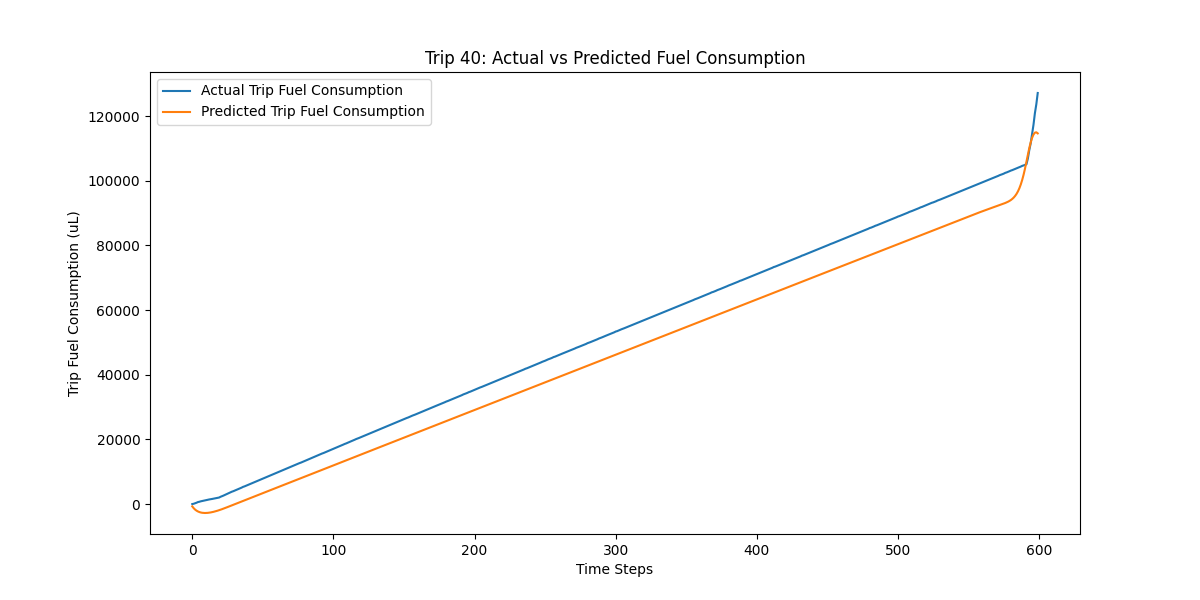 Trip 40: Actual vs Predicted Fuel Consumption
Actual Trip Fuel Consumption
Predicted Trip Fuel Consumption
Trip Fuel Consumption (uL)
120000
100000
80000
60000
40000
20000
0
0 100 200 300 400 500 600
Time Steps